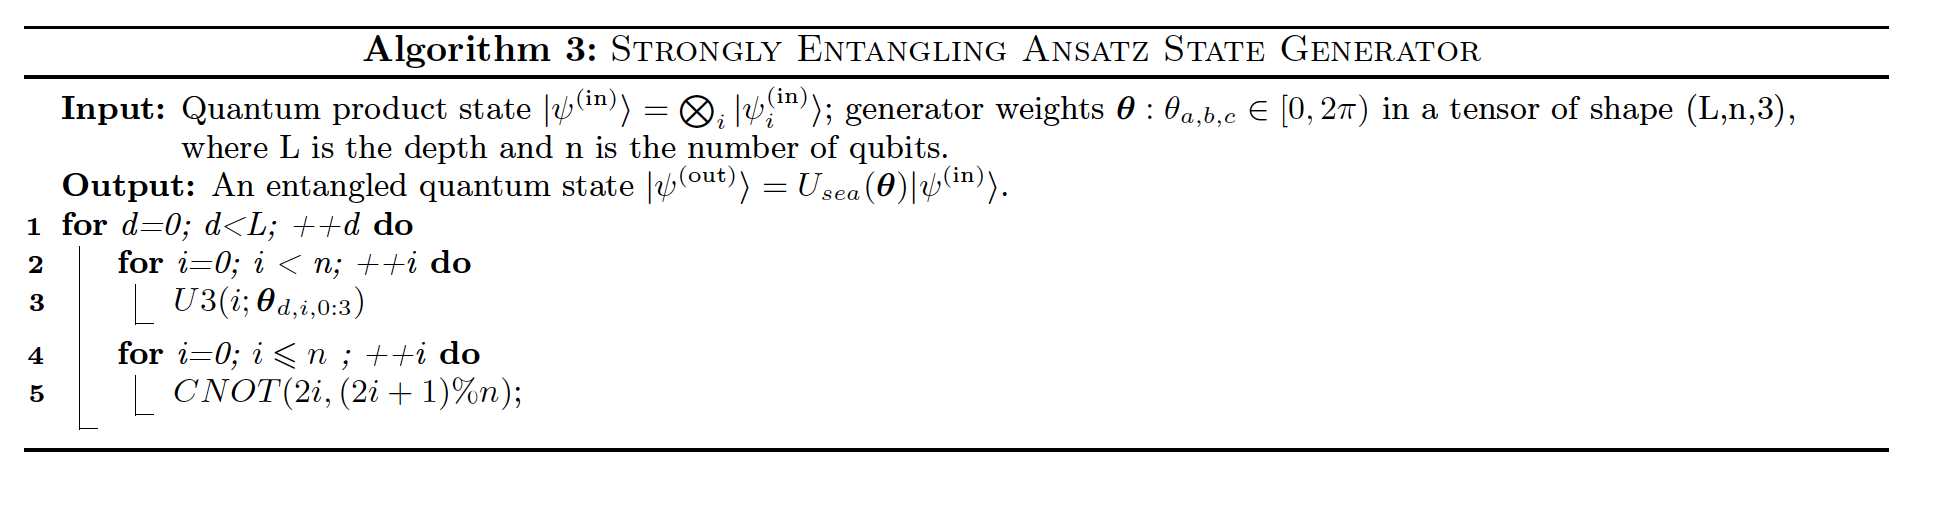 Algorithm 3: STRONGLY ENTANGLING ANSATZ STATE GENERATOR
Input: Quantum product state |ψ⁽ⁱⁿ⁾⟩ = ⨂ᵢ |ψᵢ⁽ⁱⁿ⁾⟩; generator weights θ : θ_{a,b,c} ∈ [0, 2π) in a tensor of shape (L,n,3),
where L is the depth and n is the number of qubits.
Output: An entangled quantum state |ψ⁽ᵒᵘᵗ⁾⟩ = U_{sea}(θ)|ψ⁽ⁱⁿ⁾⟩.
1 for d=0; d<L; ++d do
2 for i=0; i < n; ++i do
3 U3(i; θ_{d,i,0:3})
4 for i=0; i ⩽ n ; ++i do
5 CNOT(2i, (2i + 1)%n);